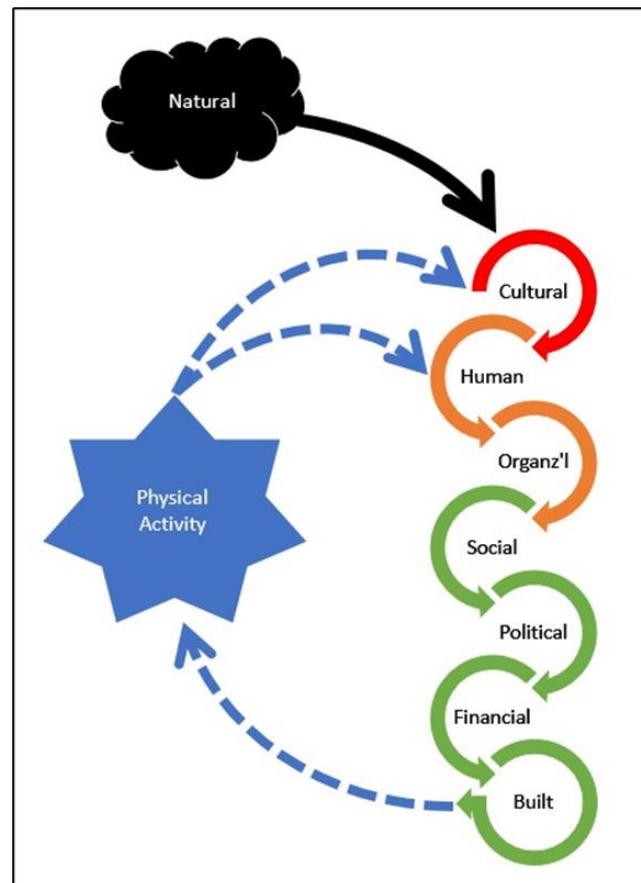 Natural
Cultural
Human
Organz'l
Physical
Activity
Social
Political
Financial
Built